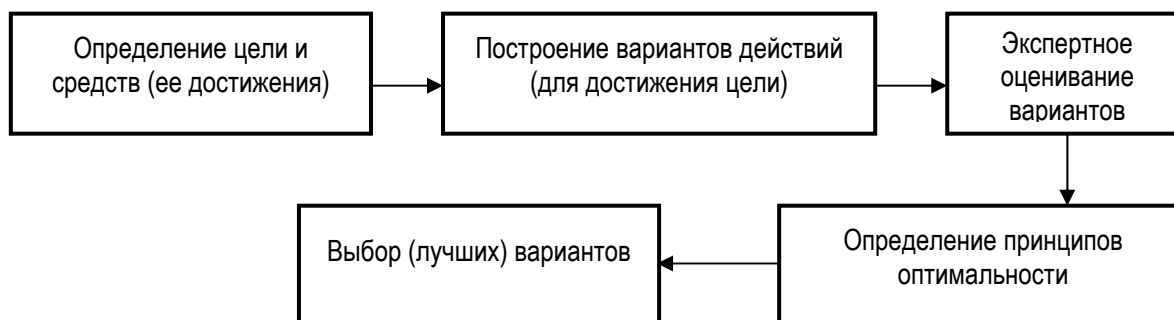 Определение цели и
средств (ее достижения)
Построение вариантов действий
(для достижения цели)
Экспертное
оценивание
вариантов
Определение принципов
оптимальности
Выбор (лучших) вариантов